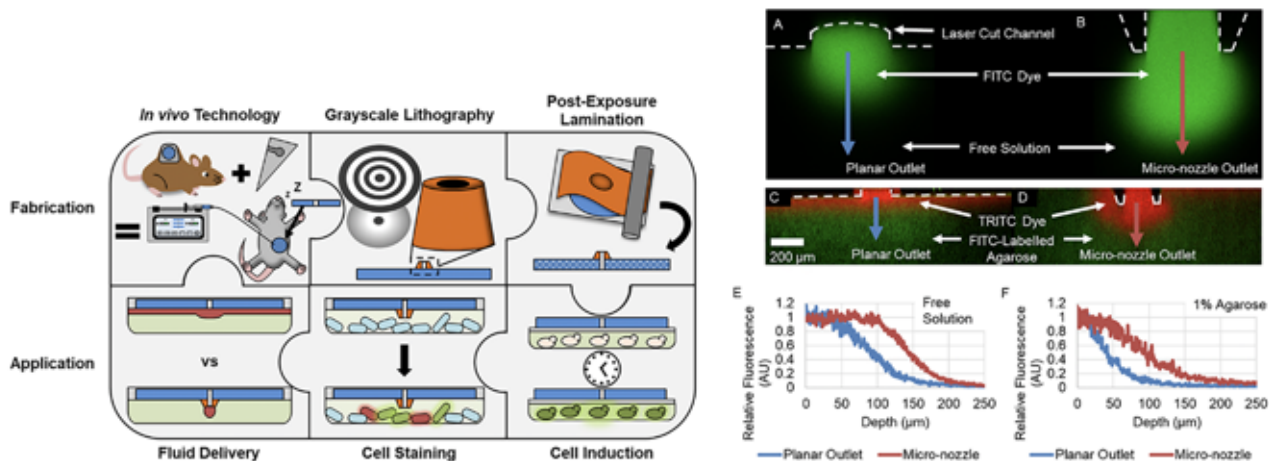 In vivo Technology
Grayscale Lithography
Post-Exposure
Lamination
Fabrication
Z
z
Application
vs
Fluid Delivery
Cell Staining
Cell Induction
A
B
Laser Cut Channel
FITC Dye
Free Solution
Planar Outlet
Micro-nozzle Outlet
C
D
TRITC Dye
FITC-Labelled
Agarose
Planar Outlet
Micro-nozzle Outlet
200 µm
E
Free
Solution
Relative Fluorescence
(AU)
1.2
1
0.8
0.6
0.4
0.2
0
0
50
100
150
200
250
Depth (µm)
Planar Outlet
Micro-nozzle
F
1% Agarose
Relative Fluorescence
(AU)
1.2
1
0.8
0.6
0.4
0.2
0
0
50
100
150
200
250
Depth (µm)
Planar Outlet
Micro-nozzle